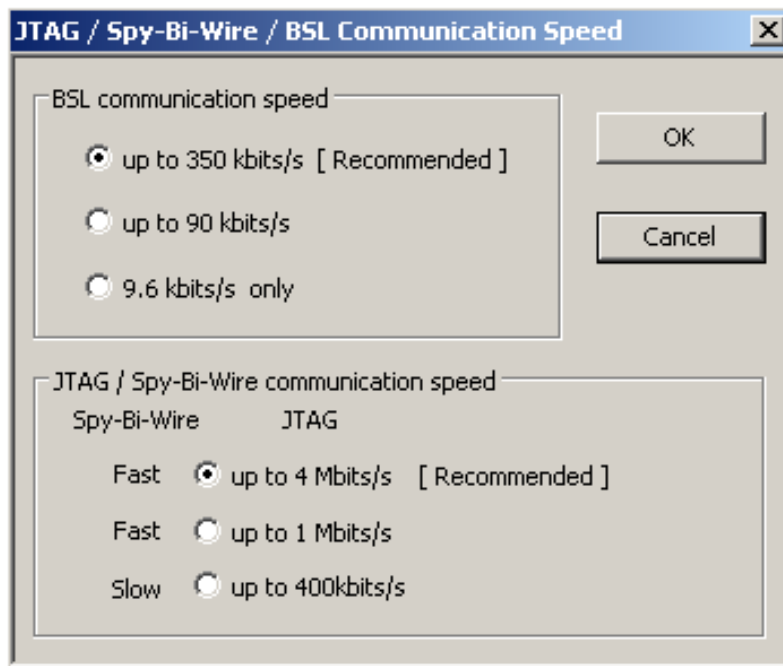 JTAG / Spy-Bi-Wire / BSL Communication Speed
BSL communication speed
up to 350 kbits/s [ Recommended ]
up to 90 kbits/s
9.6 kbits/s only
OK
Cancel
JTAG / Spy-Bi-Wire communication speed
Spy-Bi-Wire JTAG
Fast up to 4 Mbits/s [ Recommended ]
Fast up to 1 Mbits/s
Slow up to 400kbits/s